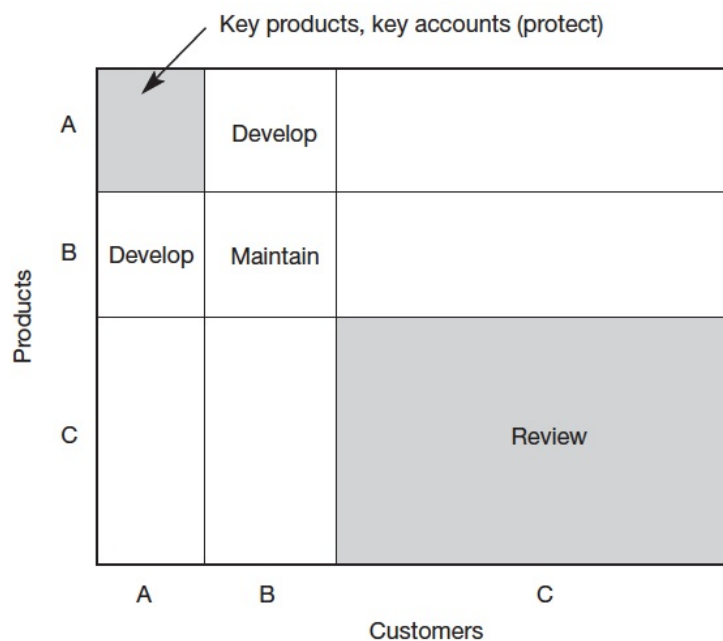 Key products, key accounts (protect)
A
Develop
B
Develop
Maintain
Products
C
Review
A
B
C
Customers